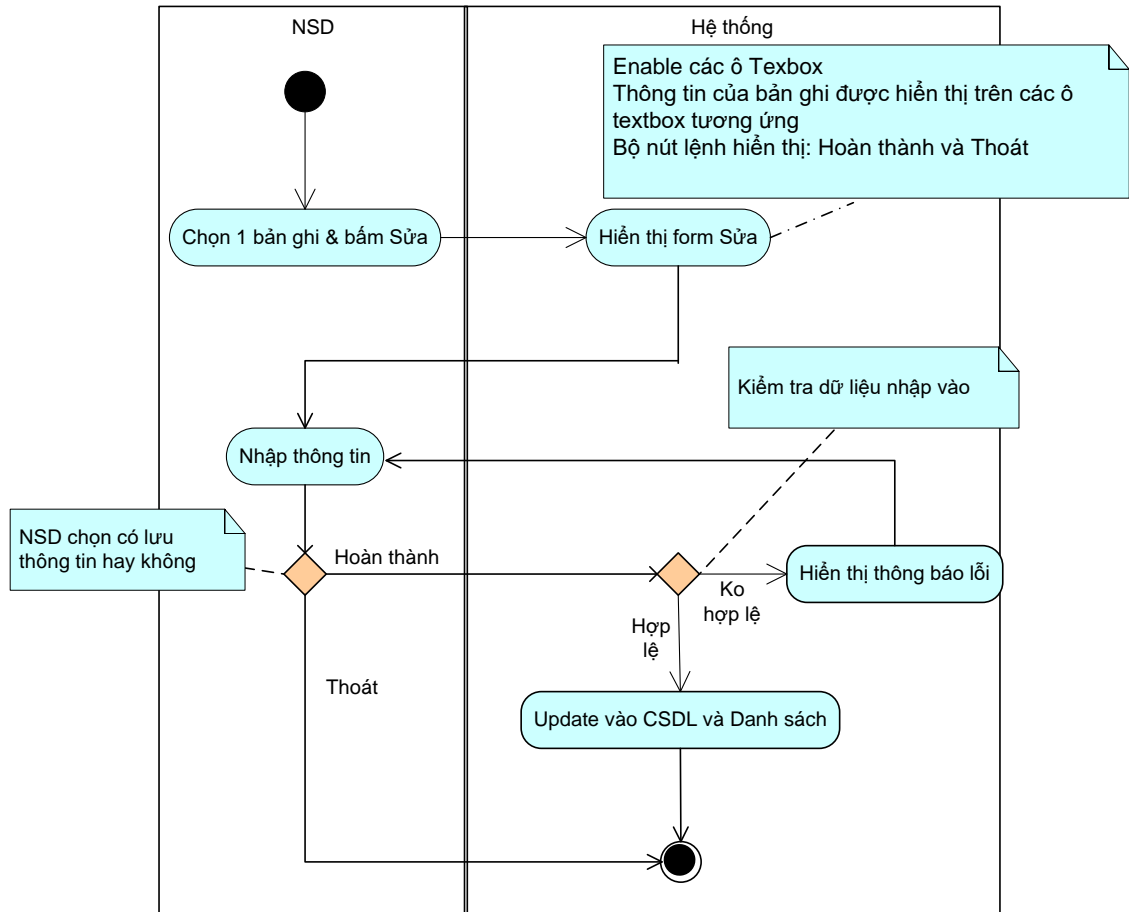 NSD
Hệ thống
Enable các ô Texbox
Thông tin của bản ghi được hiển thị trên các ô
textbox tương ứng
Bộ nút lệnh hiển thị: Hoàn thành và Thoát
Chọn 1 bản ghi & bấm Sửa
Hiển thị form Sửa
Kiểm tra dữ liệu nhập vào
Nhập thông tin
NSD chọn có lưu
thông tin hay không
Hoàn thành
Hiển thị thông báo lỗi
Ko
hợp lệ
Hợp
lệ
Thoát
Update vào CSDL và Danh sách